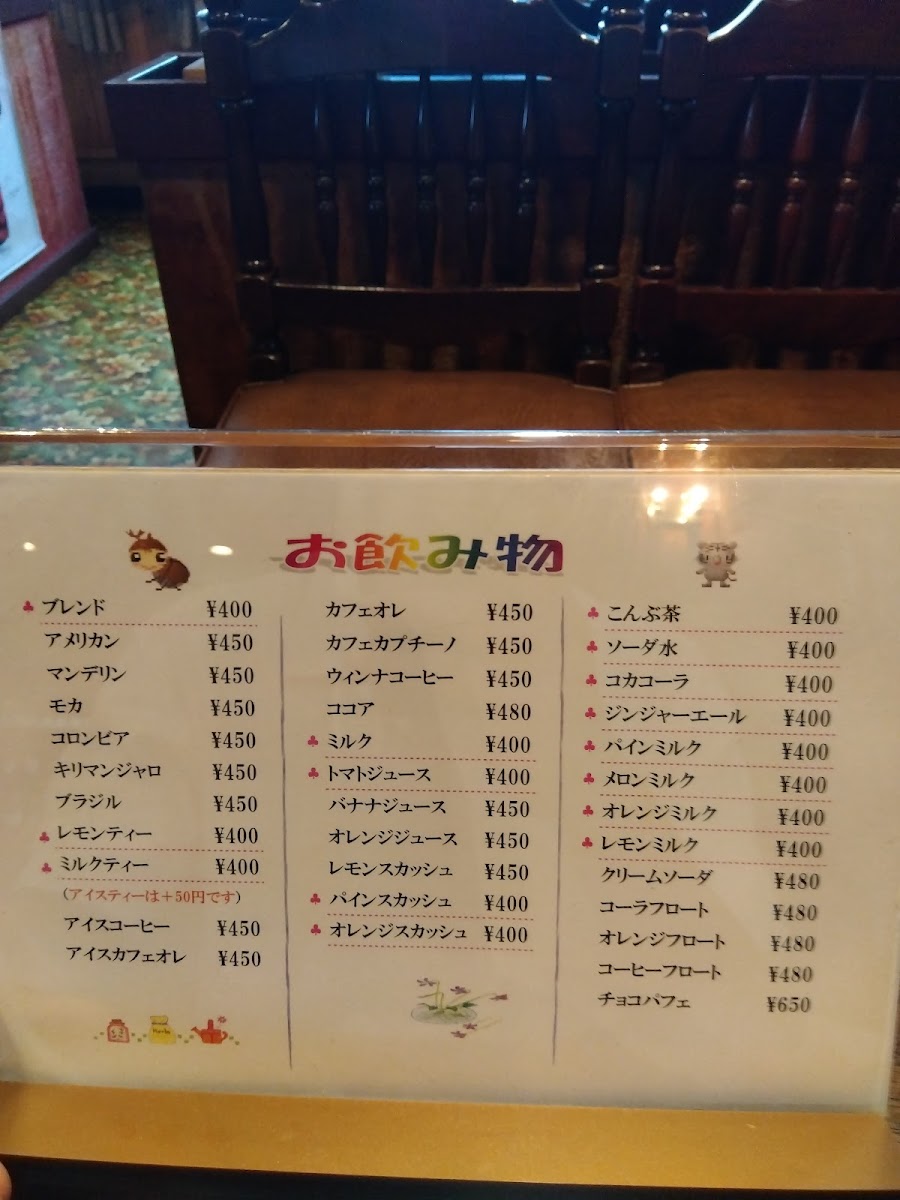 お飲み物
♣ ブレンド ¥400
アメリカン ¥450
マンデリン ¥450
モカ ¥450
コロンビア ¥450
キリマンジャロ ¥450
ブラジル ¥450
♣ レモンティー ¥400
♣ ミルクティー ¥400
(アイスティーは+50円です)
アイスコーヒー ¥450
アイスカフェオレ ¥450
カフェオレ ¥450
カフェカプチーノ ¥450
ウィンナコーヒー ¥450
ココア ¥480
♣ ミルク ¥400
♣ トマトジュース ¥400
バナナジュース ¥450
オレンジジュース ¥450
レモンスカッシュ ¥450
♣ パインスカッシュ ¥400
♣ オレンジスカッシュ ¥400
♣ こんぶ茶 ¥400
♣ ソーダ水 ¥400
♣ コカコーラ ¥400
♣ ジンジャーエール ¥400
♣ パインミルク ¥400
♣ メロンミルク ¥400
♣ オレンジミルク ¥400
♣ レモンミルク ¥400
クリームソーダ ¥480
コーラフロート ¥480
オレンジフロート ¥480
コーヒーフロート ¥480
チョコパフェ ¥650